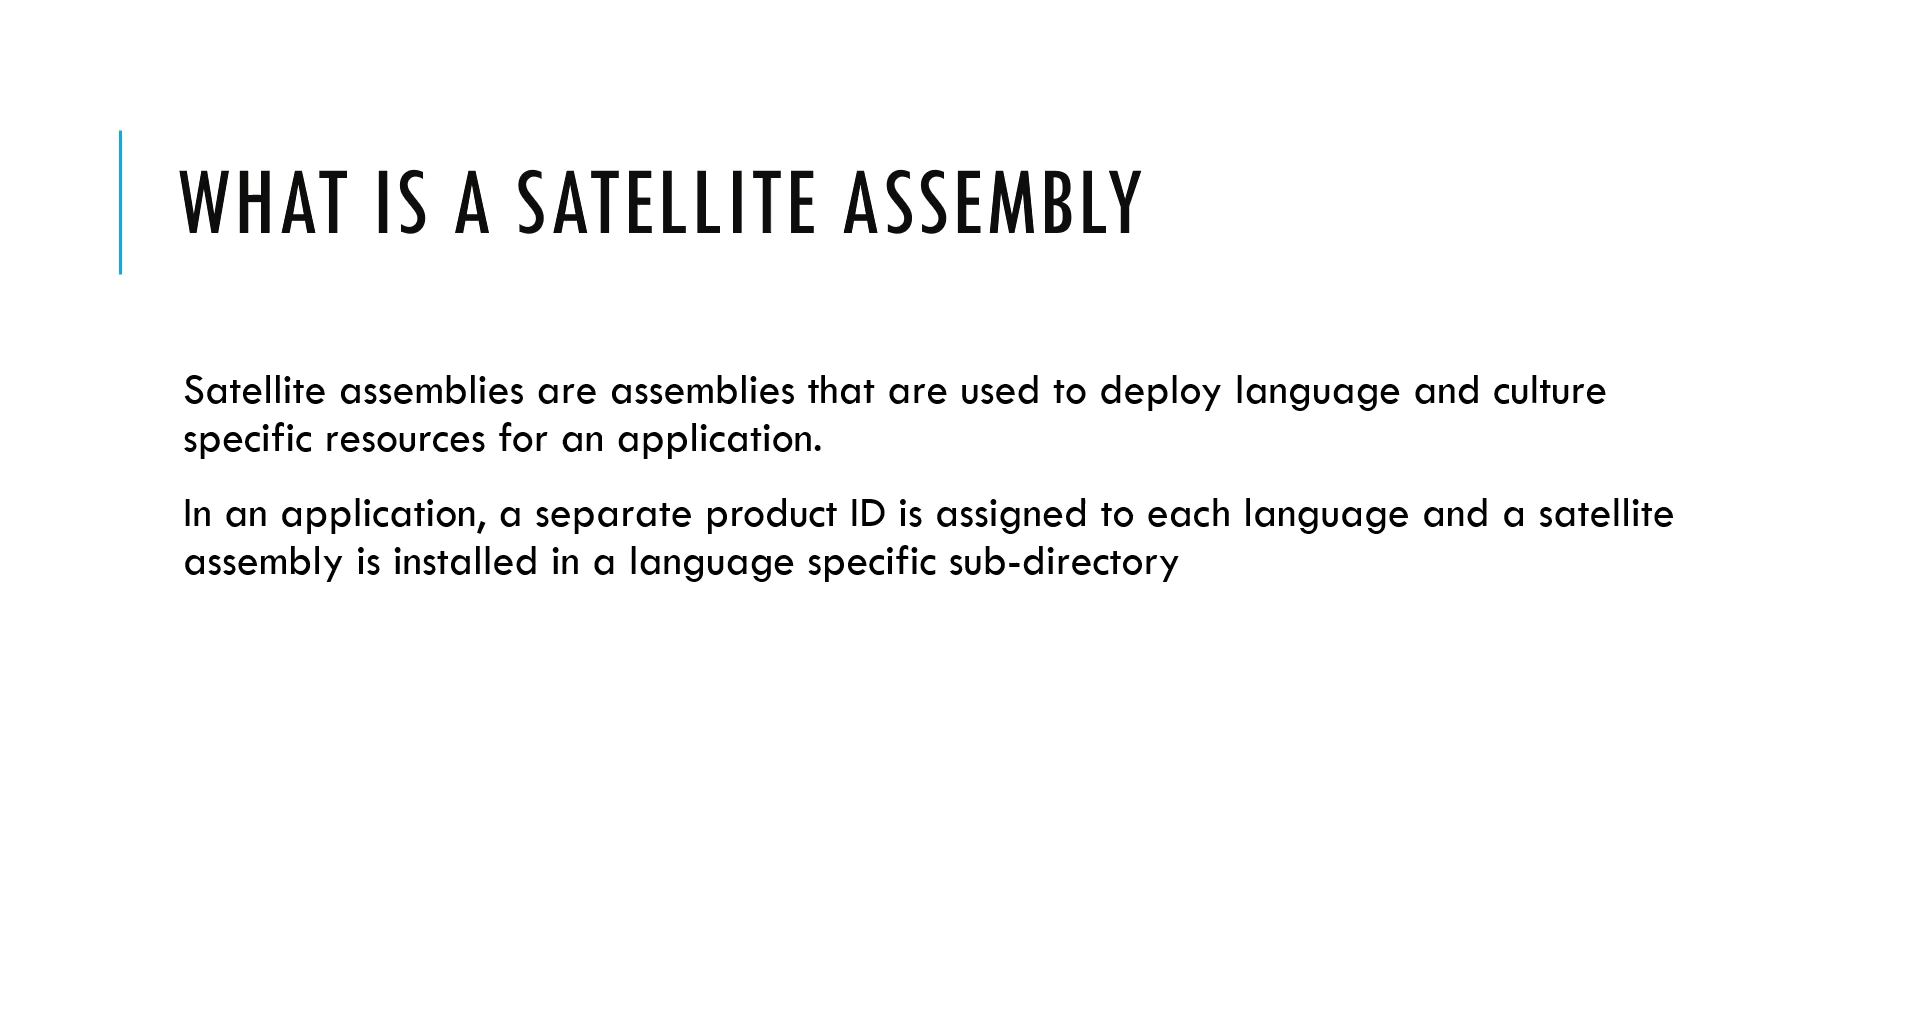 WHAT IS A SATELLITE ASSEMBLY
Satellite assemblies are assemblies that are used to deploy language and culture
specific resources for an application.
In an application, a separate product ID is assigned to each language and a satellite
assembly is installed in a language specific sub-directory